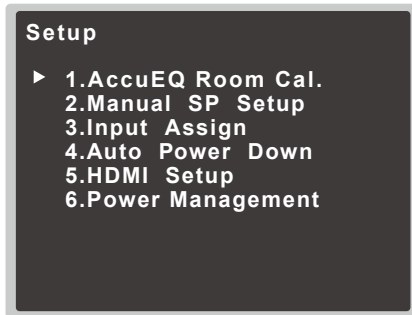 Setup
1.AccuEQ Room Cal.
2.Manual SP Setup
3.Input Assign
4.Auto Power Down
5.HDMI Setup
6.Power Management